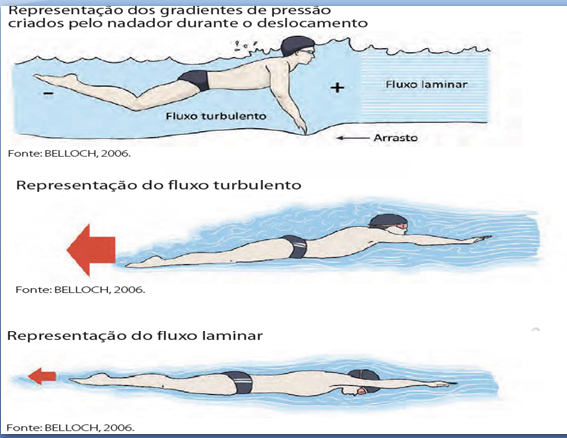 Representação dos gradientes de pressão
criados pelo nadador durante o deslocamento
–
+
Fluxo laminar
Fluxo turbulento
Arrasto
Fonte: BELLOCH, 2006.
Representação do fluxo turbulento
Fonte: BELLOCH, 2006.
Representação do fluxo laminar
Fonte: BELLOCH, 2006.